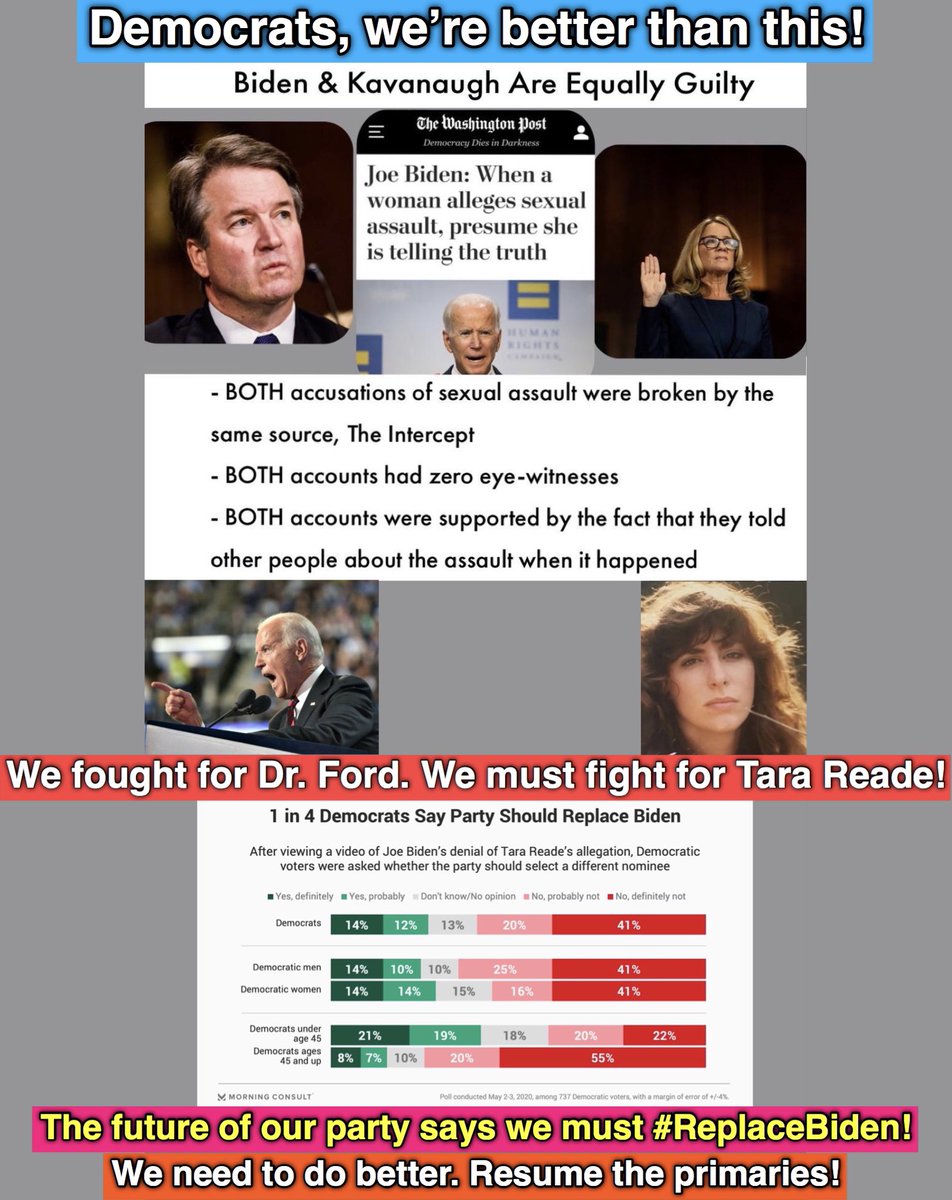 Democrats, we're better than this!
Biden & Kavanaugh Are Equally Guilty
The Washington Post
Democracy Dies in Darkness
Joe Biden: When a
woman alleges sexual
assault, presume she
is telling the truth
HUMAN
RIGHTS
CAMPAIGN
- BOTH accusations of sexual assault were broken by the
same source, The Intercept
- BOTH accounts had zero eye-witnesses
- BOTH accounts were supported by the fact that they told
other people about the assault when it happened
We fought for Dr. Ford. We must fight for Tara Reade!
1 in 4 Democrats Say Party Should Replace Biden
After viewing a video of Joe Biden's denial of Tara Reade's allegation, Democratic
voters were asked whether the party should select a different nominee
Yes, definitely Yes, probably Don't know/No opinion No, probably not No, definitely not
Democrats 14% 12% 13% 20% 41%
Democratic men 14% 10% 10% 25% 41%
Democratic women 14% 14% 15% 16% 41%
Democrats under
age 45 21% 19% 18% 20% 22%
Democrats ages
45 and up 8% 7% 10% 20% 55%
MORNING CONSULT Poll conducted May 2-3, 2020, among 737 Democratic voters, with a margin of error of +/-4%.
The future of our party says we must #ReplaceBiden!
We need to do better. Resume the primaries!